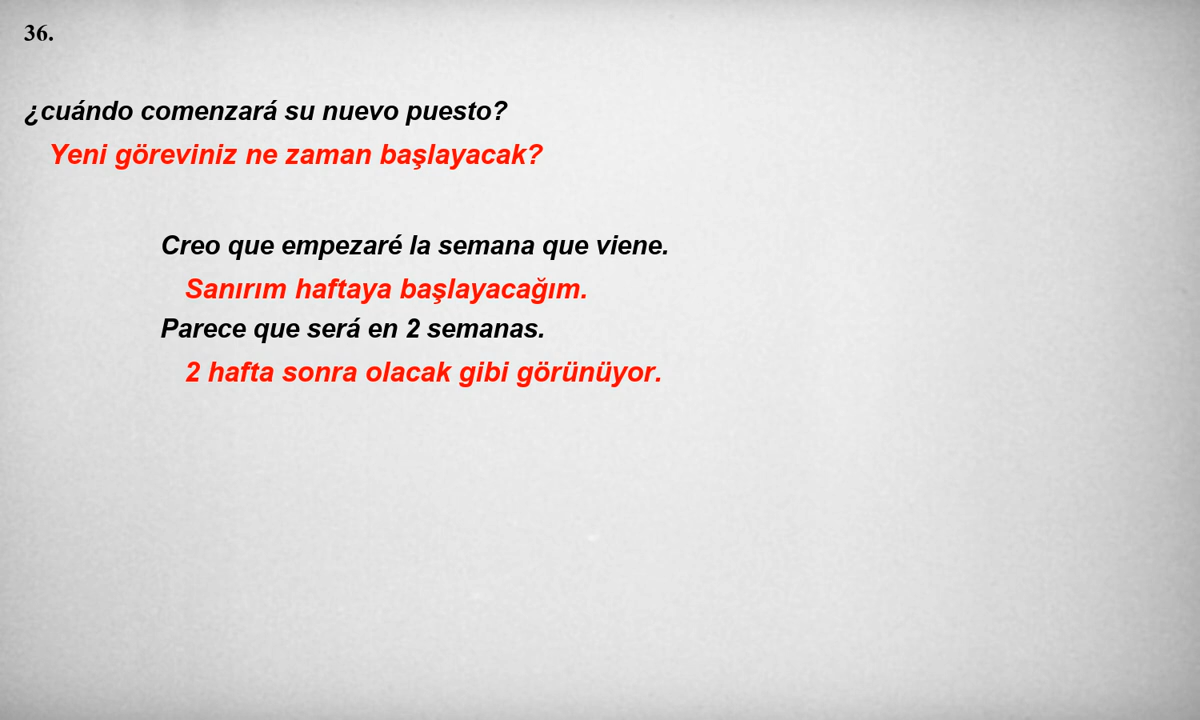 36.
¿cuándo comenzará su nuevo puesto?
Yeni göreviniz ne zaman başlayacak?
Creo que empezaré la semana que viene.
Sanırım haftaya başlayacağım.
Parece que será en 2 semanas.
2 hafta sonra olacak gibi görünüyor.